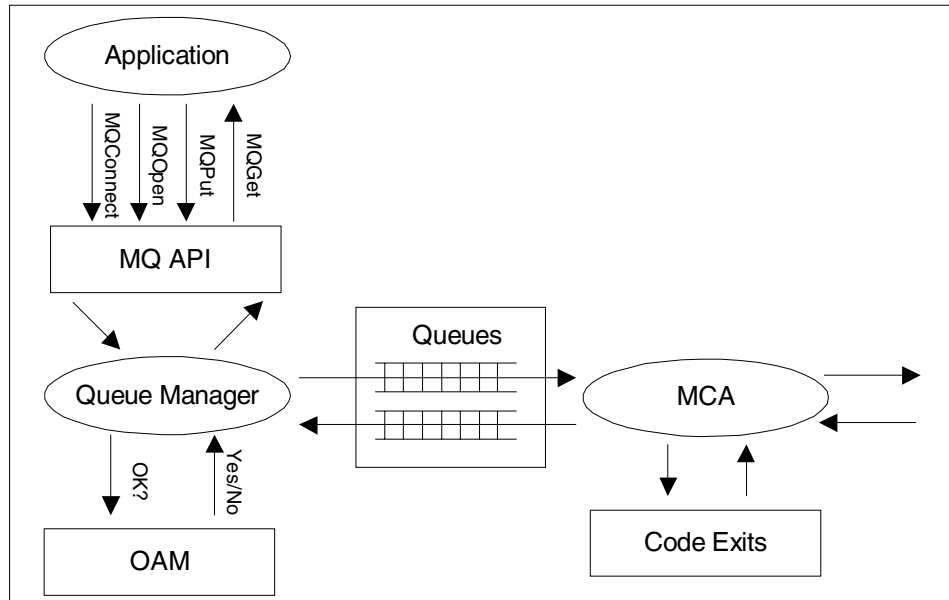 Application
MQConnect
MQOpen
MQPut
MQGet
MQ API
Queues
Queue Manager
MCA
OK?
Yes/No
OAM
Code Exits